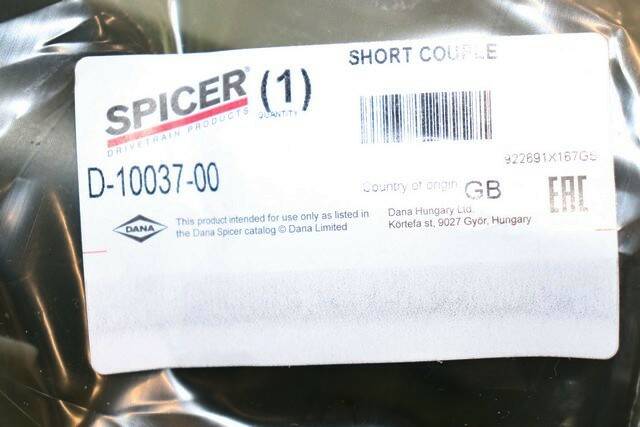 SHORT COUPLE
SPICER®
DRIVETRAIN PRODUCTS
(1)
QUANTITY
922691X167G5
D-10037-00
Country of origin GB
EAC
DANA
This product intended for use only as listed in
the Dana Spicer catalog © Dana Limited
Dana Hungary Ltd.
Körtefa st, 9027 Győr, Hungary